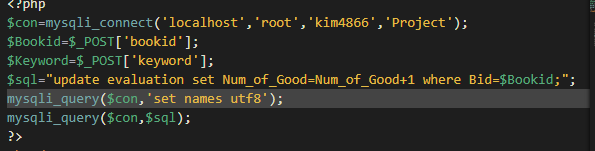 <?php
$con=mysqli_connect('localhost','root','kim4866','Project');
$Bookid=$_POST['bookid'];
$Keyword=$_POST['keyword'];
$sql="update evaluation set Num_of_Good=Num_of_Good+1 where Bid=$Bookid;";
mysqli_query($con,'set names utf8');
mysqli_query($con,$sql);
?>